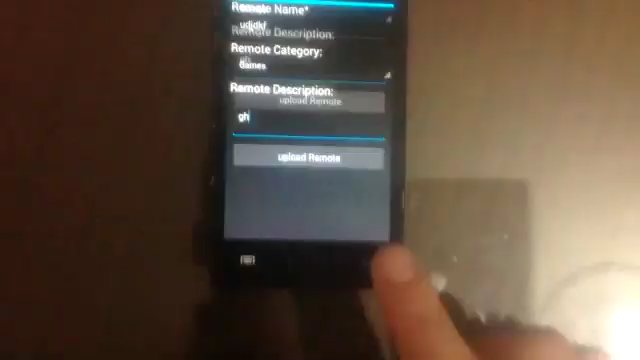 Remote Name*
udjdkf
Remote Description:
Remote Category:
Games
Remote Description:
upload Remote
gh
upload Remote